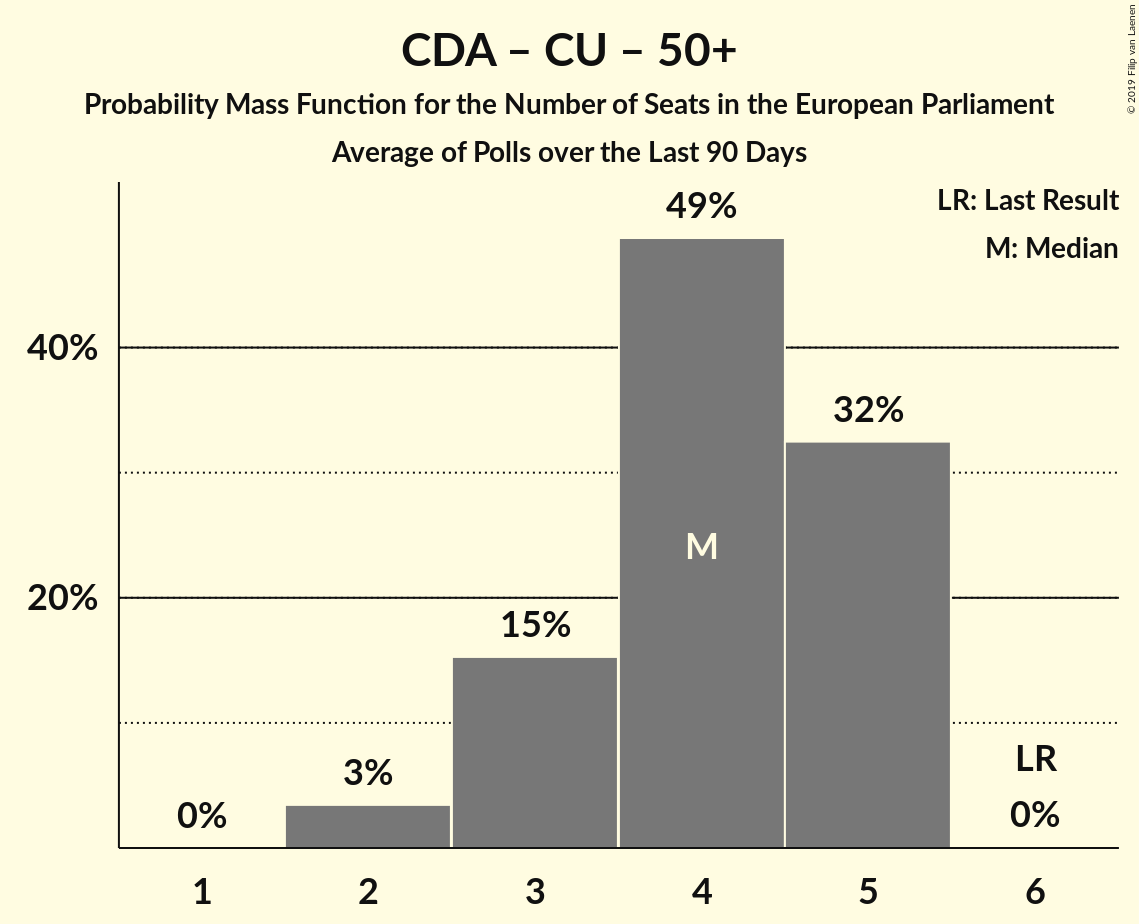 CDA – CU – 50+
Probability Mass Function for the Number of Seats in the European Parliament
Average of Polls over the Last 90 Days
© 2019 Filip van Laenen
LR: Last Result
M: Median
49%
40%
32%
M
20%
15%
3%
LR
0%
0%
1 2 3 4 5 6